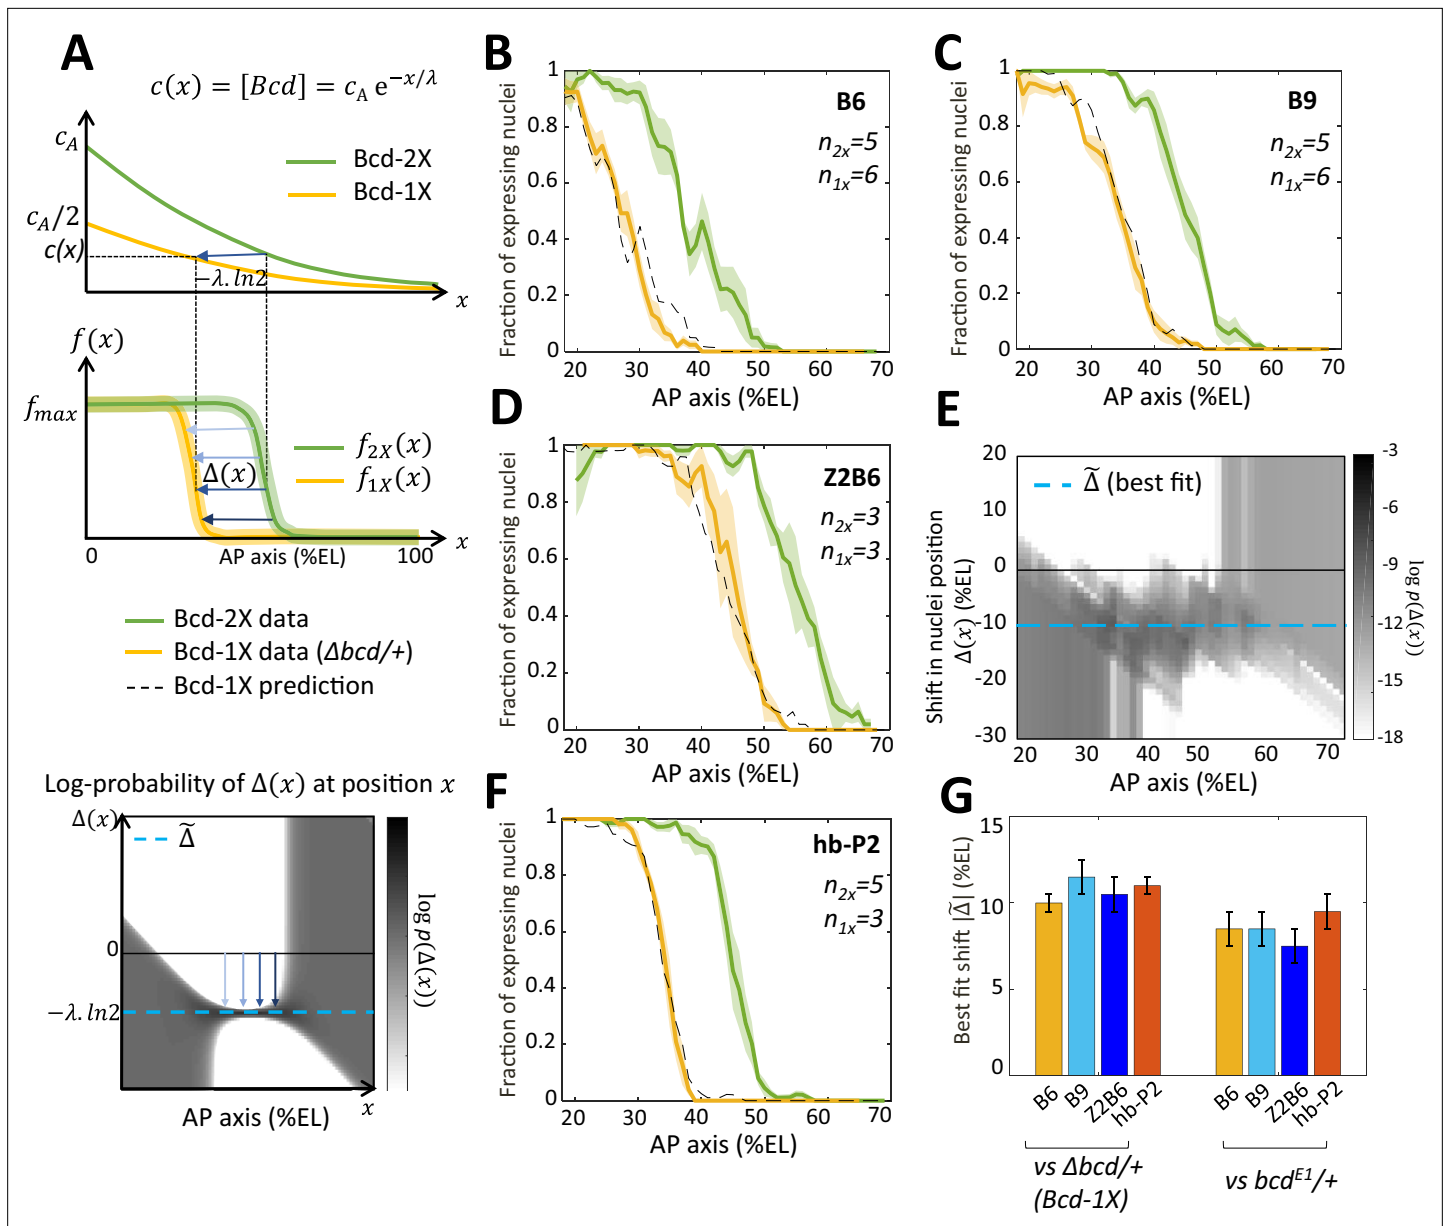 A
c(x) = [Bcd] = c_A e^{-x/λ}
c_A
Bcd-2X
Bcd-1X
c_A/2
c(x)
−λ.ln2
x
f(x)
f_max
f_2X(x)
f_1X(x)
Δ(x)
0
AP axis (%EL)
100
x
Bcd-2X data
Bcd-1X data (Δbcd/+)
Bcd-1X prediction
Log-probability of Δ(x) at position x
Δ(x)
Δ̃
0
−λ.ln2
log p(Δ(x))
AP axis (%EL)
x
B
Fraction of expressing nuclei
1
0.8
0.6
0.4
0.2
0
B6
n2x=5
n1x=6
20 30 40 50 60 70
AP axis (%EL)
C
Fraction of expressing nuclei
1
0.8
0.6
0.4
0.2
0
B9
n2x=5
n1x=6
20 30 40 50 60 70
AP axis (%EL)
D
Fraction of expressing nuclei
1
0.8
0.6
0.4
0.2
0
Z2B6
n2x=3
n1x=3
20 30 40 50 60 70
AP axis (%EL)
E
Shift in nuclei position
Δ(x) (%EL)
20
10
0
-10
-20
-30
Δ̃ (best fit)
20 30 40 50 60 70
AP axis (%EL)
-3
-6
-9
-12
-15
-18
log p(Δ(x))
F
Fraction of expressing nuclei
1
0.8
0.6
0.4
0.2
0
hb-P2
n2x=5
n1x=3
20 30 40 50 60 70
AP axis (%EL)
G
Best fit shift |Δ̃| (%EL)
15
10
5
0
B6 B9 Z2B6 hb-P2 B6 B9 Z2B6 hb-P2
vs Δbcd/+
(Bcd-1X)
vs bcd^E1/+